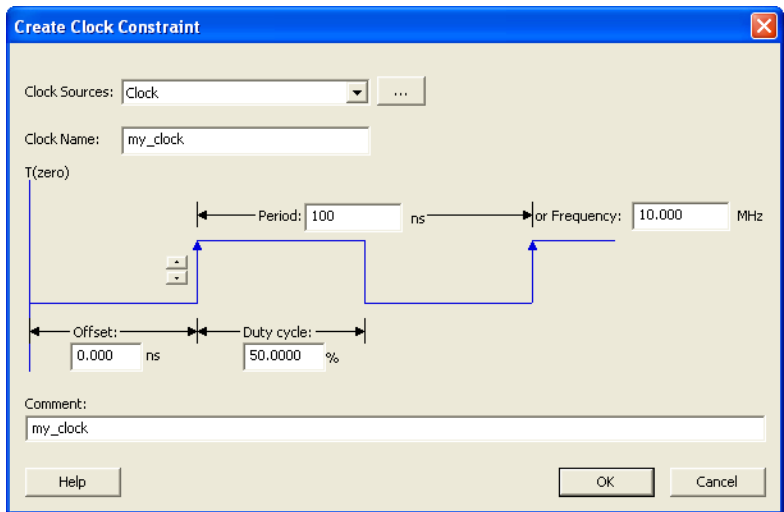 Create Clock Constraint
Clock Sources: Clock ...
Clock Name: my_clock
T(zero)
Period: 100 ns or Frequency: 10.000 MHz
Offset: Duty cycle:
0.000 ns 50.0000 %
Comment:
my_clock
Help OK Cancel